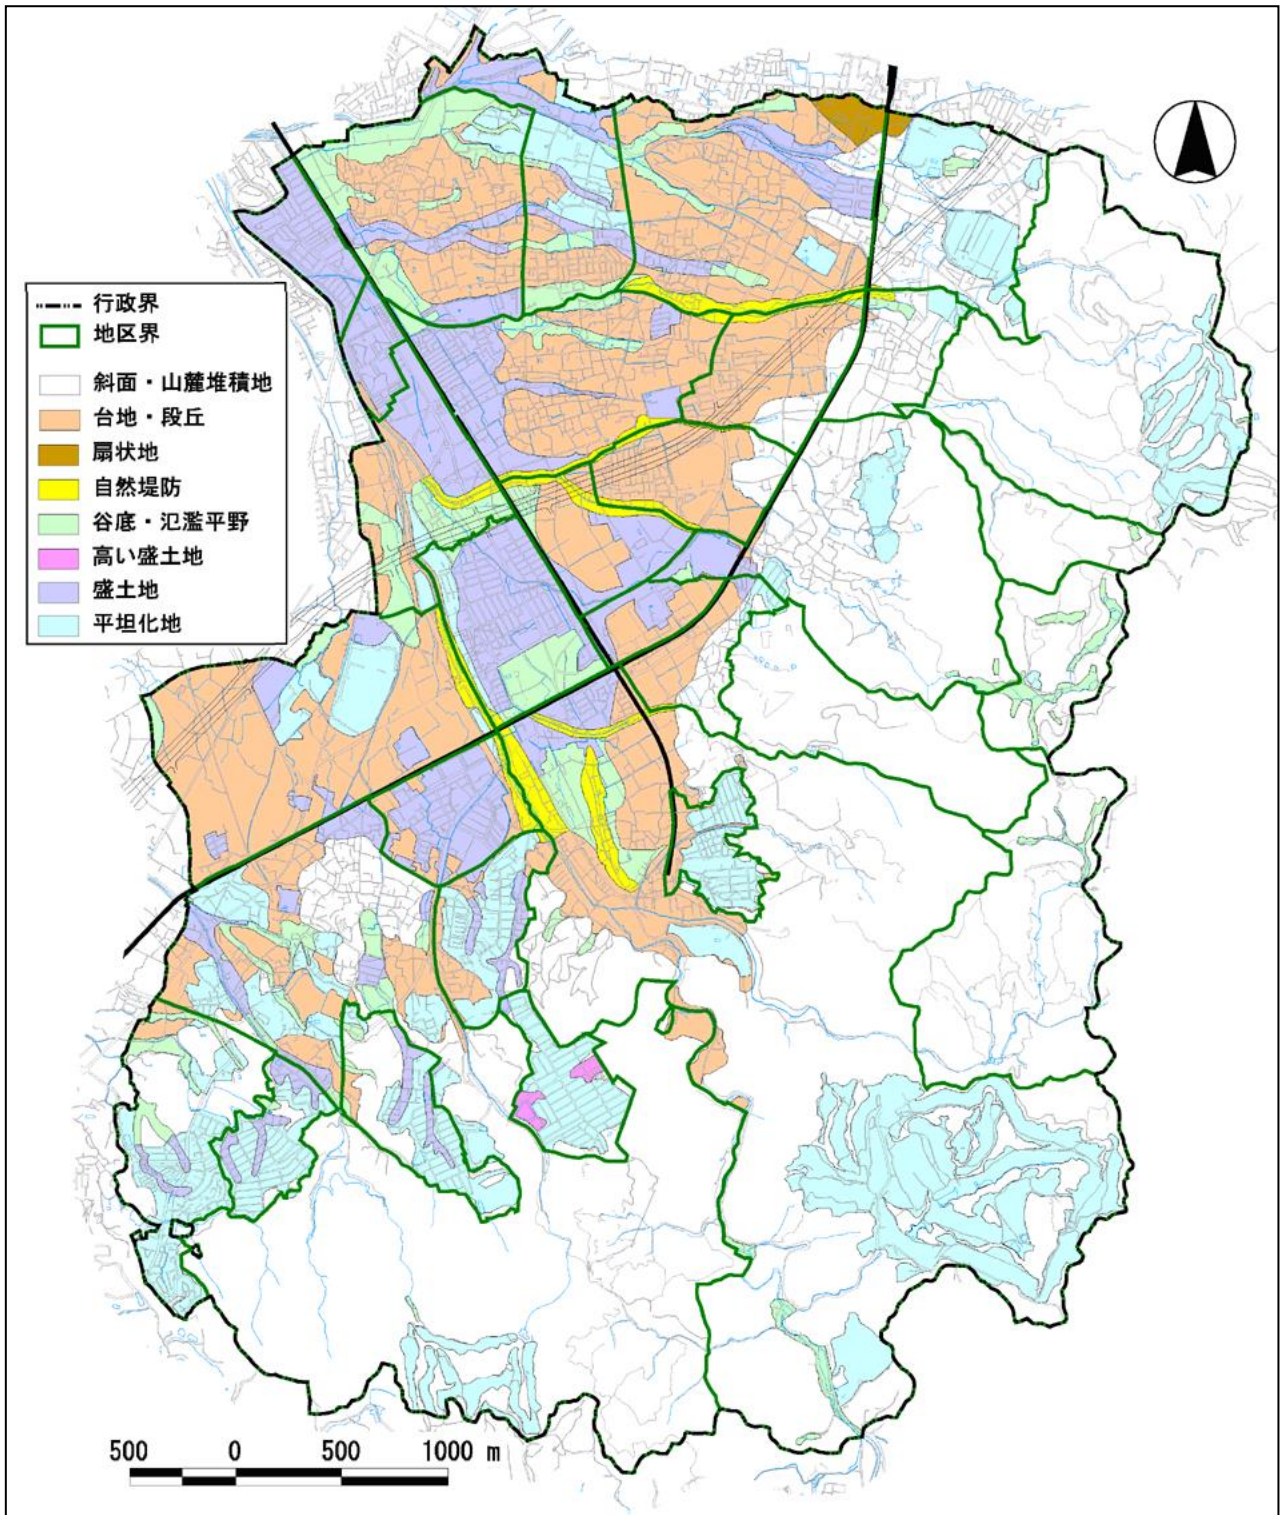 行政界
地区界
斜面・山麓堆積地
台地・段丘
扇状地
自然堤防
谷底・氾濫平野
高い盛土地
盛土地
平坦化地
500 0 500 1000 m